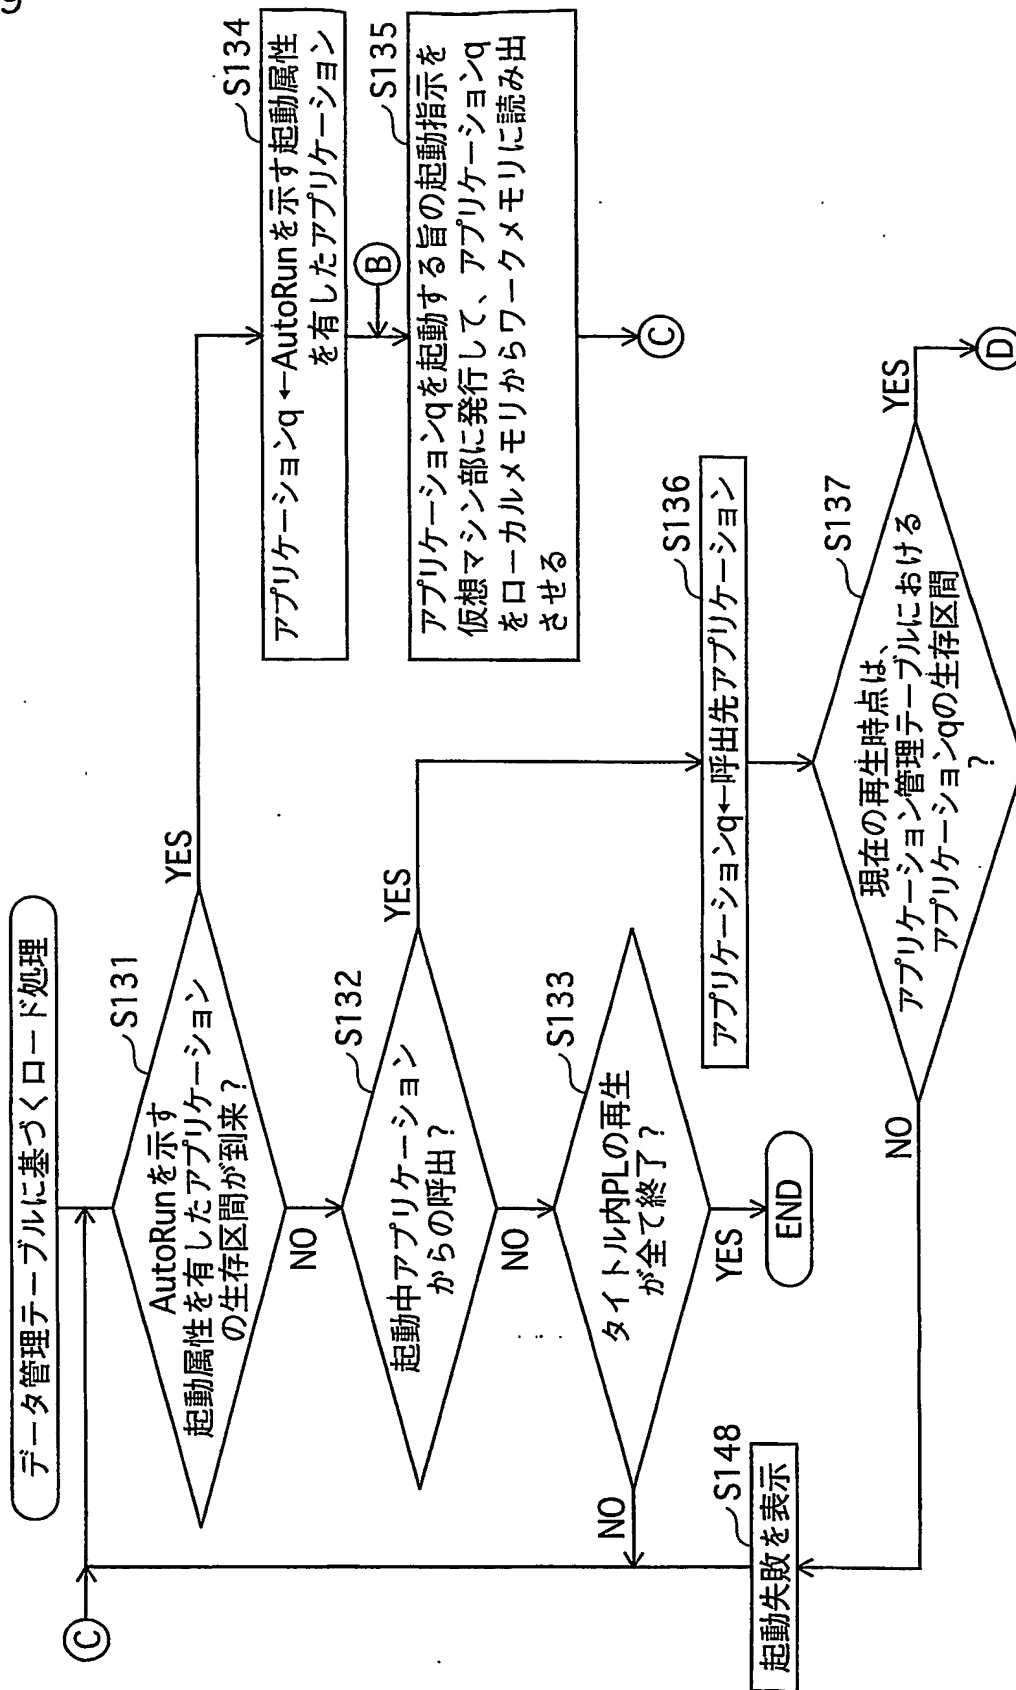 9
データ管理テーブルに基づくロード処理
C
S131
AutoRunを示す
起動属性を有したアプリケーション
の生存区間が到来?
YES
NO
S132
起動中アプリケーション
からの呼出?
YES
NO
S133
タイトル内PLの再生
が全て終了?
NO
YES
END
S134
アプリケーションq←AutoRunを示す起動属性
を有したアプリケーション
B
S135
アプリケーションqを起動する旨の起動指示を
仮想マシン部に発行して、アプリケーションq
をローカルメモリからワークメモリに読み出
させる
C
S136
アプリケーションq←呼出先アプリケーション
S137
現在の再生時点は、
アプリケーション管理テーブルにおける
アプリケーションqの生存区間
?
YES
D
NO
S148
起動失敗を表示